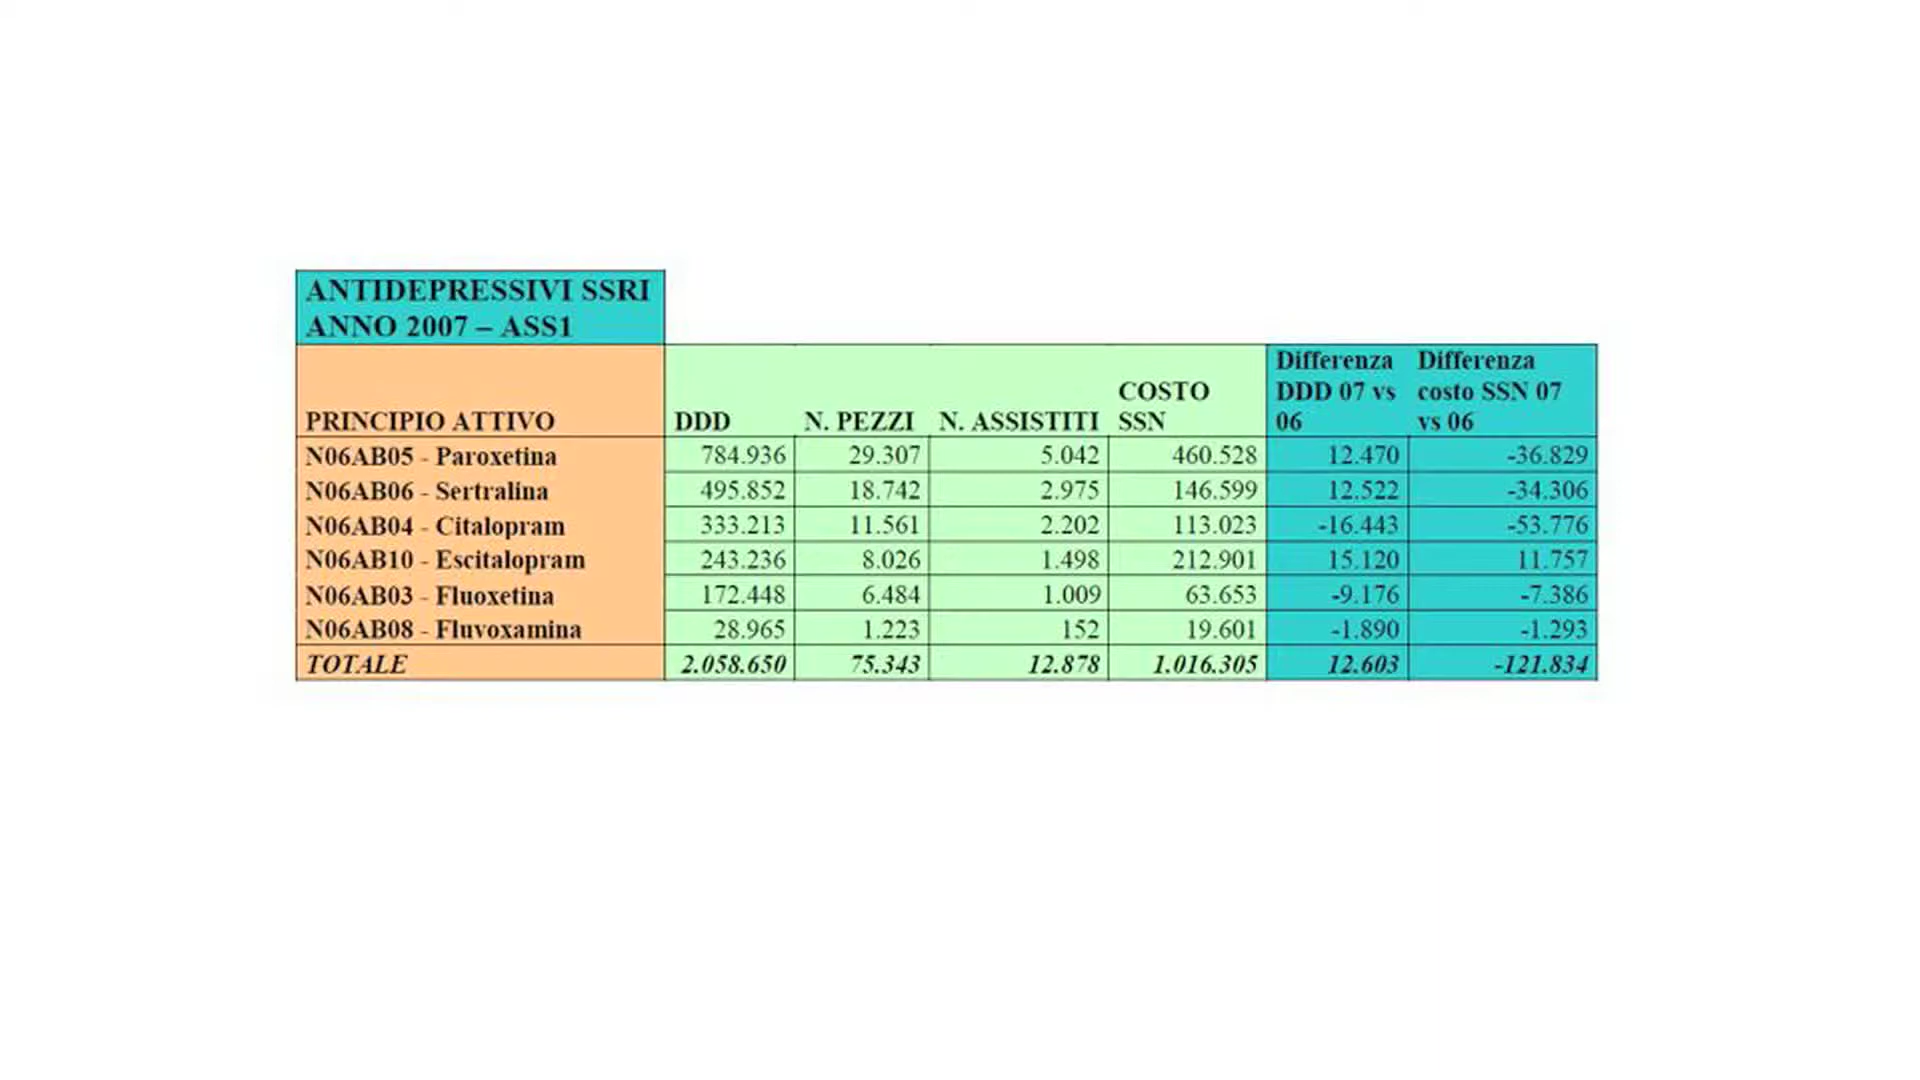 ANTIDEPRESSIVI SSRI
ANNO 2007 – ASS1
PRINCIPIO ATTIVO DDD N. PEZZI N. ASSISTITI COSTO SSN Differenza DDD 07 vs 06 Differenza costo SSN 07 vs 06
N06AB05 - Paroxetina 784.936 29.307 5.042 460.528 12.470 -36.829
N06AB06 - Sertralina 495.852 18.742 2.975 146.599 12.522 -34.306
N06AB04 - Citalopram 333.213 11.561 2.202 113.023 -16.443 -53.776
N06AB10 - Escitalopram 243.236 8.026 1.498 212.901 15.120 11.757
N06AB03 - Fluoxetina 172.448 6.484 1.009 63.653 -9.176 -7.386
N06AB08 - Fluvoxamina 28.965 1.223 152 19.601 -1.890 -1.293
TOTALE 2.058.650 75.343 12.878 1.016.305 12.603 -121.834